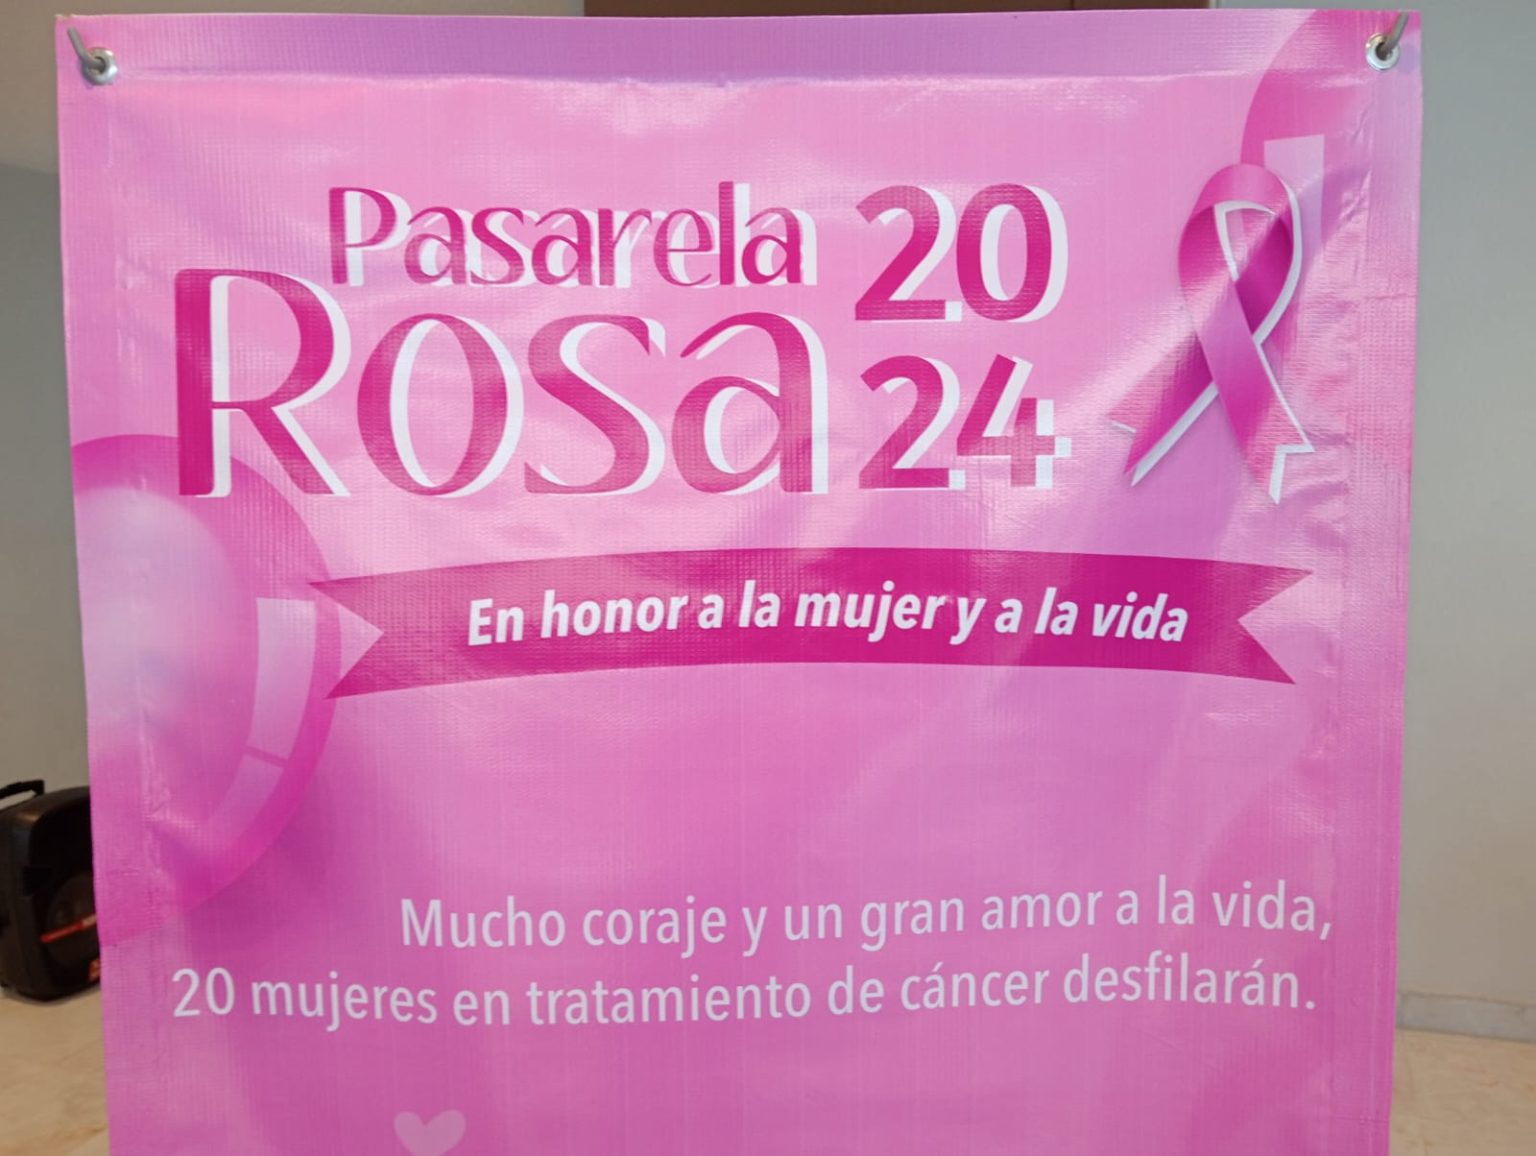 Pasarela 20
Rosa 24
En honor a la mujer y a la vida
Mucho coraje y un gran amor a la vida,
20 mujeres en tratamiento de cáncer desfilarán.